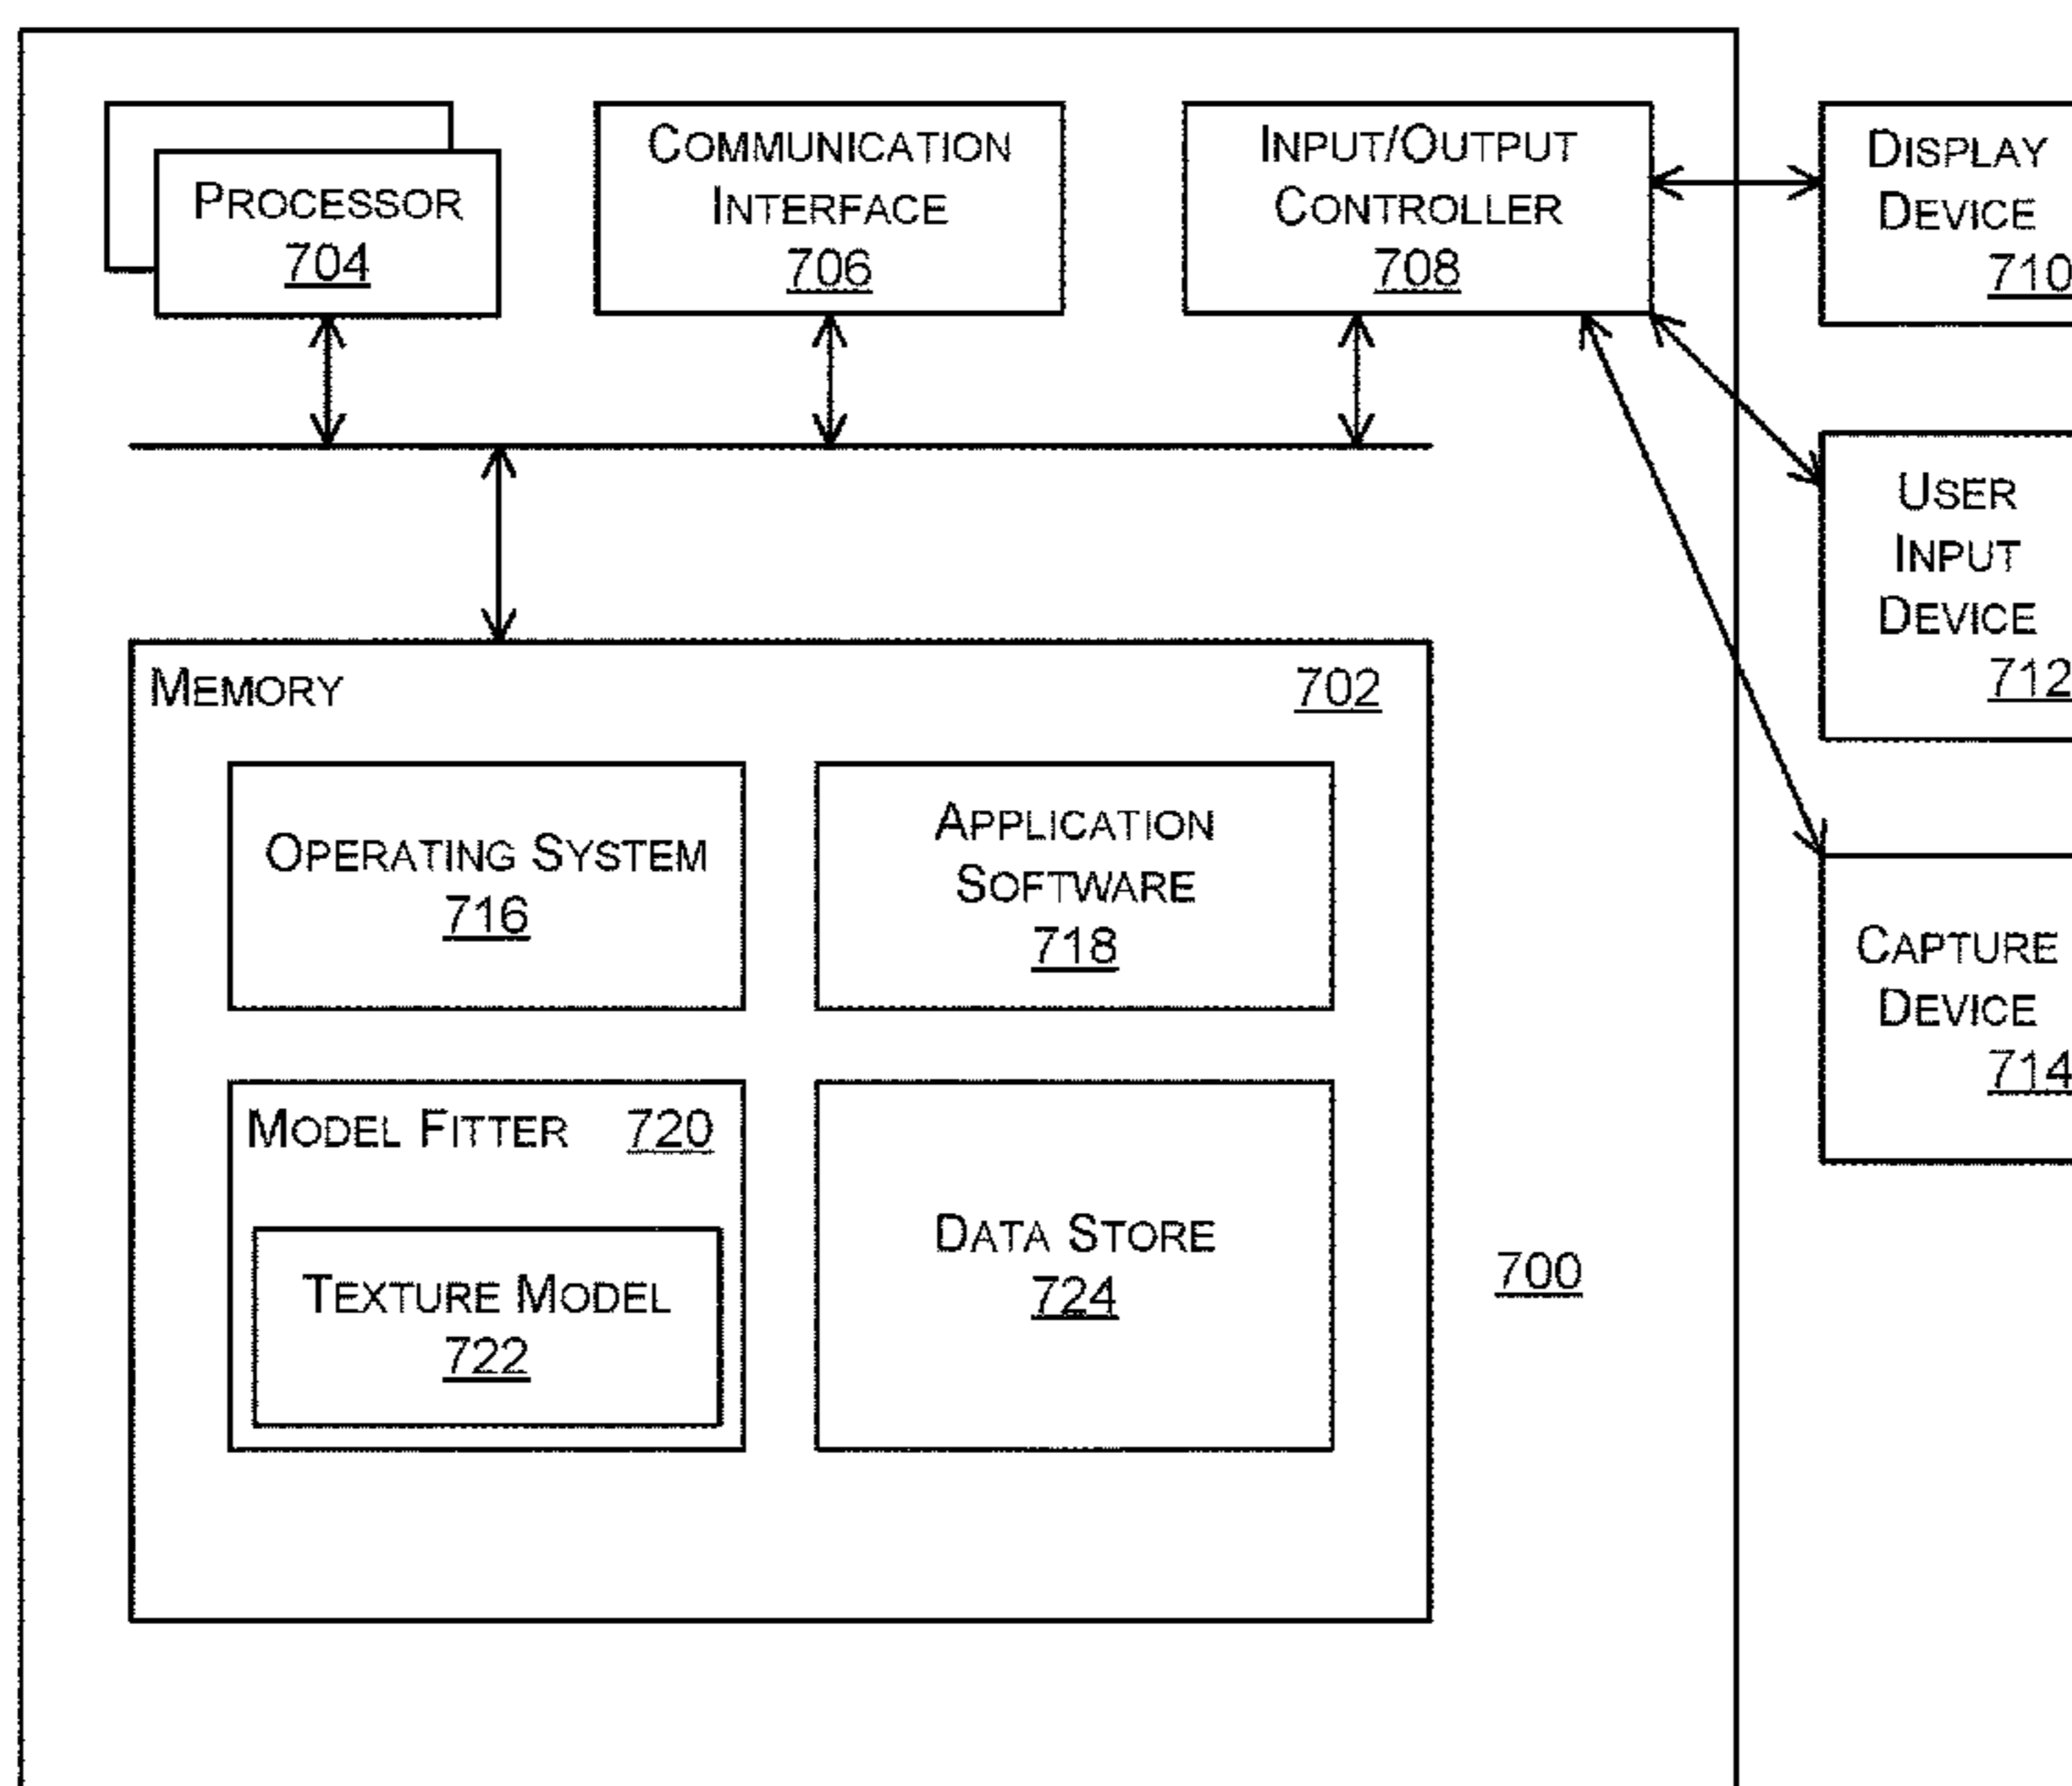 PROCESSOR
704
COMMUNICATION
INTERFACE
706
INPUT/OUTPUT
CONTROLLER
708
DISPLAY
DEVICE
710
USER
INPUT
DEVICE
712
MEMORY 702
OPERATING SYSTEM
716
APPLICATION
SOFTWARE
718
CAPTURE
DEVICE
714
MODEL FITTER 720
TEXTURE MODEL
722
DATA STORE
724
700